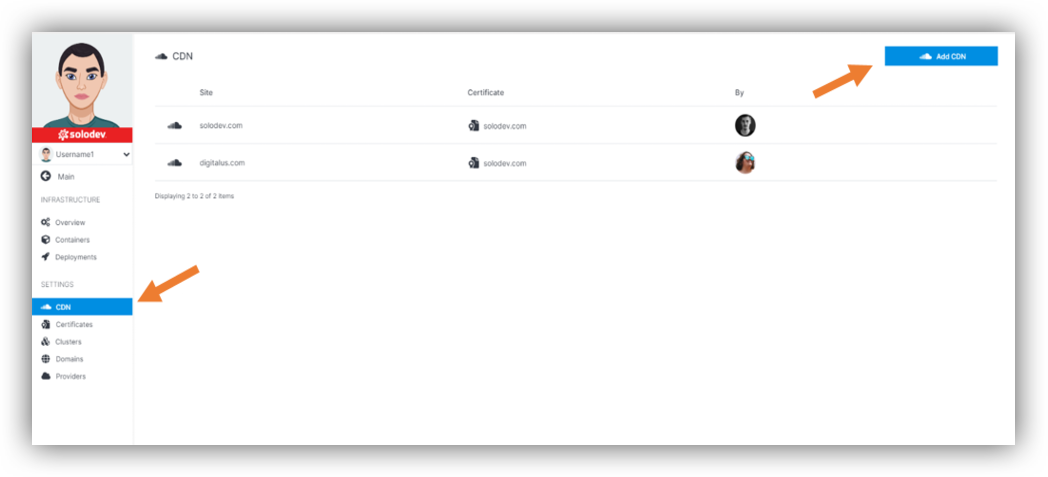 solodev
Username1
Main
INFRASTRUCTURE
Overview
Containers
Deployments
SETTINGS
CDN
Certificates
Clusters
Domains
Providers
CDN
Add CDN
Site Certificate By
solodev.com solodev.com
digitalus.com solodev.com
Displaying 2 to 2 of 2 items